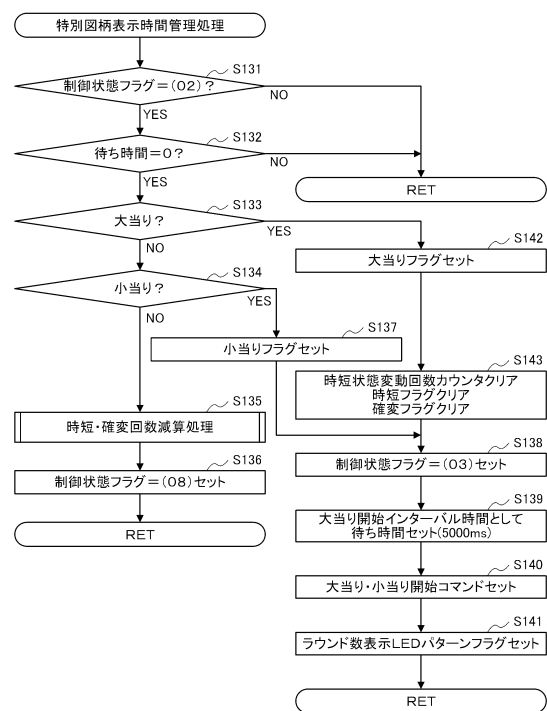 特別図柄表示時間管理処理
S131
制御状態フラグ=(02)?
NO
YES
S132
待ち時間=0?
NO
YES
RET
S133
大当り?
YES
NO
S142
大当りフラグセット
S134
小当り?
YES
NO
S137
小当りフラグセット
S143
時短状態変動回数カウンタクリア
時短フラグクリア
確変フラグクリア
S135
時短・確変回数減算処理
S138
制御状態フラグ=(03)セット
S136
制御状態フラグ=(08)セット
RET
S139
大当り開始インターバル時間として
待ち時間セット(5000ms)
S140
大当り・小当り開始コマンドセット
S141
ラウンド数表示LEDパターンフラグセット
RET